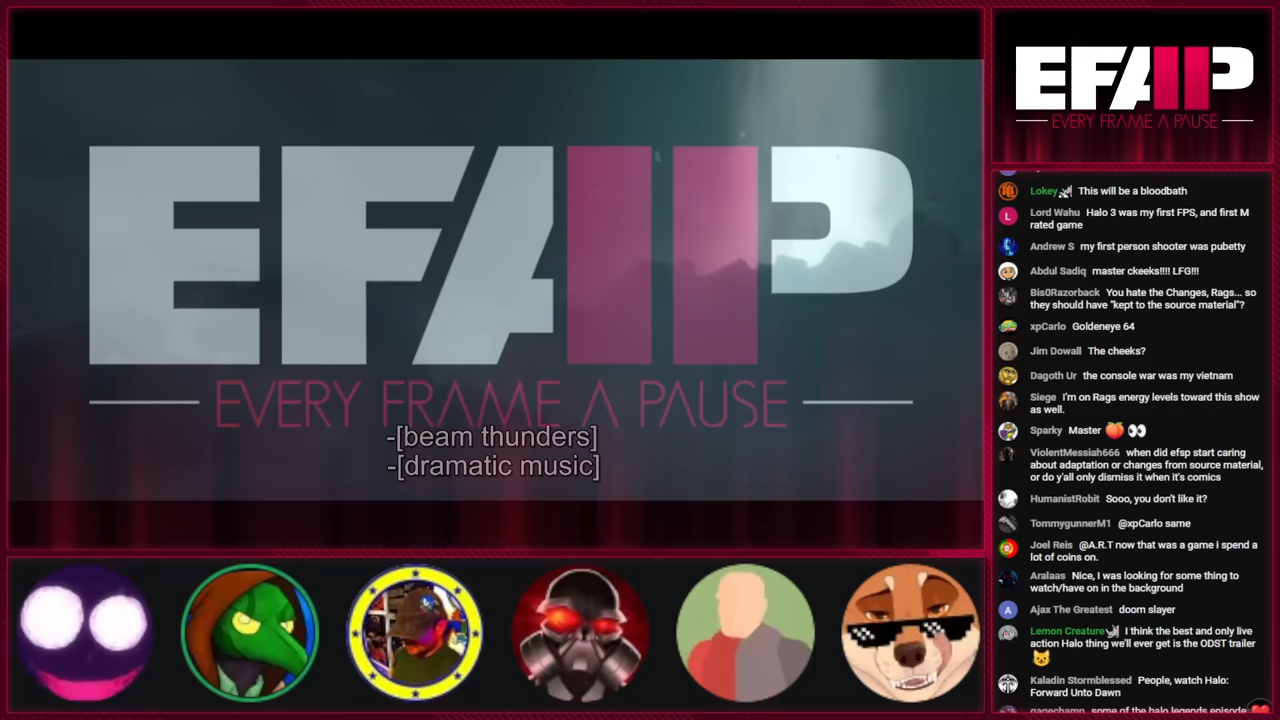 EFAP
EVERY FRAME A PAUSE
-[beam thunders]
-[dramatic music]
EFAP
EVERY FRAME A PAUSE
Lokey This will be a bloodbath
L Lord Wahu Halo 3 was my first FPS, and first M
rated game
Andrew S my first person shooter was pubetty
Abdul Sadiq master ckeeks!!!! LFG!!!
Bis0Razorback You hate the Changes, Rags... so
they should have "kept to the source material"?
xpCarlo Goldeneye 64
Jim Dowall The cheeks?
Dagoth Ur the console war was my vietnam
Siege I'm on Rags energy levels toward this show
as well.
Sparky Master 🍑 👀
ViolentMessiah666 when did efsp start caring
about adaptation or changes from source material,
or do y'all only dismiss it when it's comics
HumanistRobit Sooo, you don't like it?
TommygunnerM1 @xpCarlo same
Joel Reis @A.R.T now that was a game i spend a
lot of coins on.
Aralaas Nice, I was looking for some thing to
watch/have on in the background
A Ajax The Greatest doom slayer
Lemon Creature I think the best and only live
action Halo thing we'll ever get is the ODST trailer
Kaladin Stormblessed People, watch Halo:
Forward Unto Dawn
gagechamp some of the halo legends episode